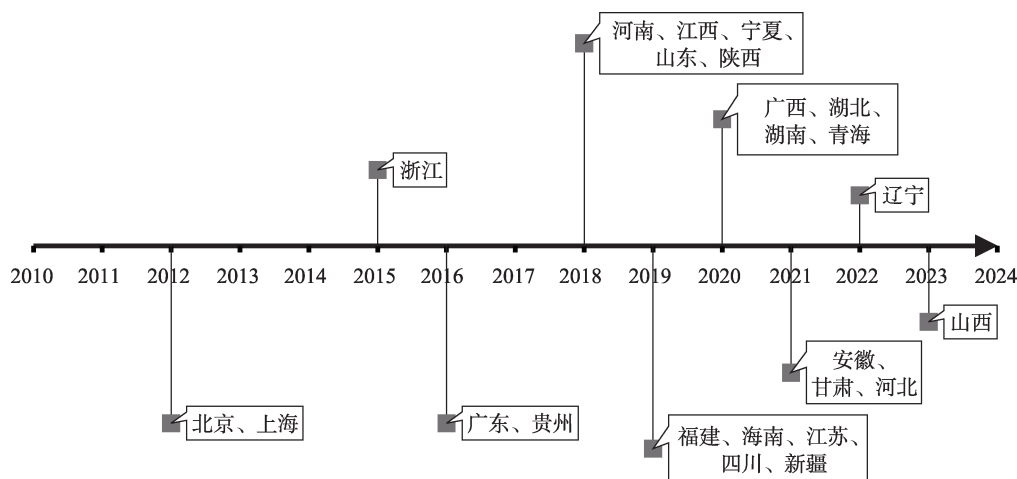 河南、江西、宁夏、
山东、陕西
广西、湖北、
湖南、青海
浙江
辽宁
2010 2011 2012 2013 2014 2015 2016 2017 2018 2019 2020 2021 2022 2023 2024
山西
安徽、
甘肃、河北
北京、上海
广东、贵州
福建、海南、江苏、
四川、新疆